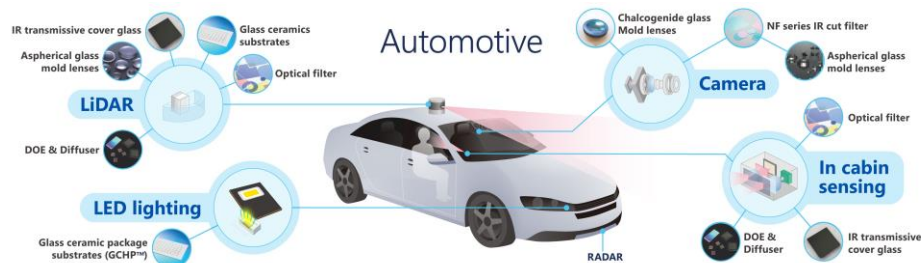 Automotive
IR transmissive
cover glass
Glass ceramics
substrates
Aspherical glass
mold lenses
Optical filter
LiDAR
DOE & Diffuser
LED lighting
Glass ceramic package
substrates (GCHP™)
Chalcogenide glass
Mold lenses
NF series IR cut filter
Aspherical glass
mold lenses
Camera
Optical filter
In cabin
sensing
DOE &
Diffuser
IR transmissive
cover glass
RADAR